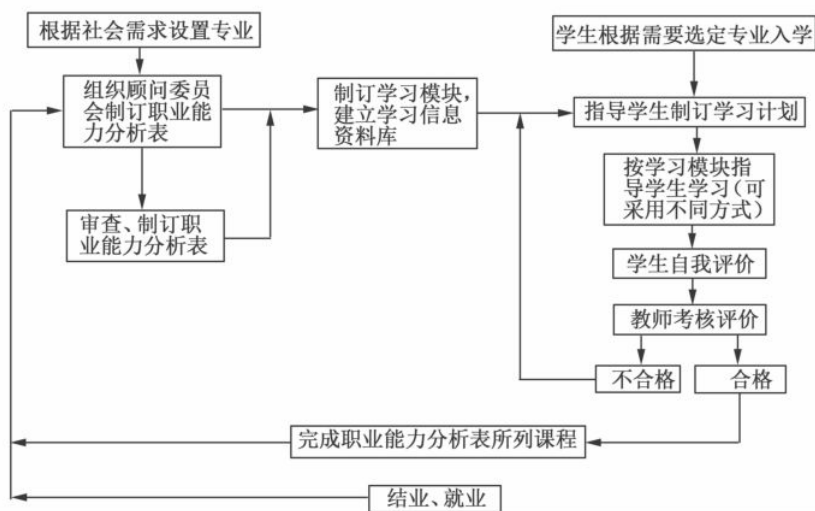 根据社会需求设置专业
学生根据需要选定专业入学
组织顾问委员
会制订职业能
力分析表
制订学习模块，
建立学习信息
资料库
指导学生制订学习计划
按学习模块指
导学生学习（可
采用不同方式）
审查、制订职
业能力分析表
学生自我评价
教师考核评价
不合格
合格
完成职业能力分析表所列课程
结业、就业